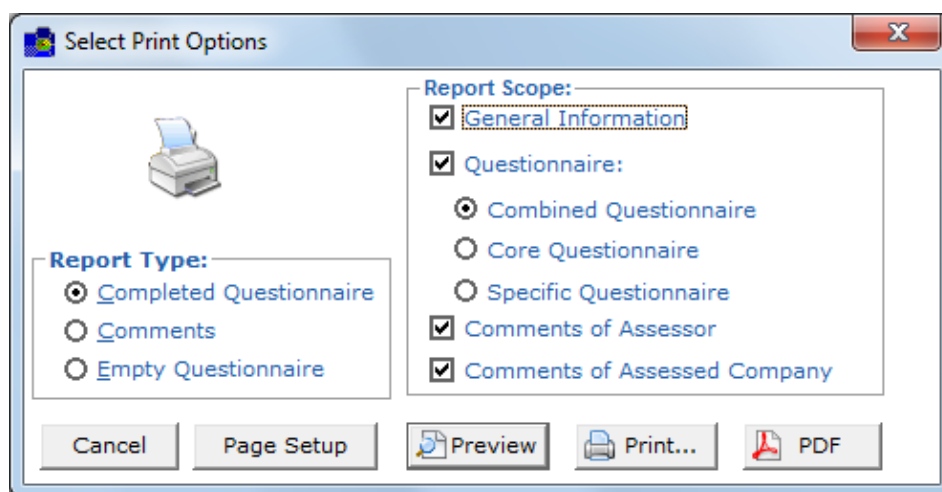 Select Print Options
x
Report Scope:
General Information
Questionnaire:
Combined Questionnaire
Core Questionnaire
Specific Questionnaire
Comments of Assessor
Comments of Assessed Company
Report Type:
Completed Questionnaire
Comments
Empty Questionnaire
Cancel Page Setup Preview Print... PDF